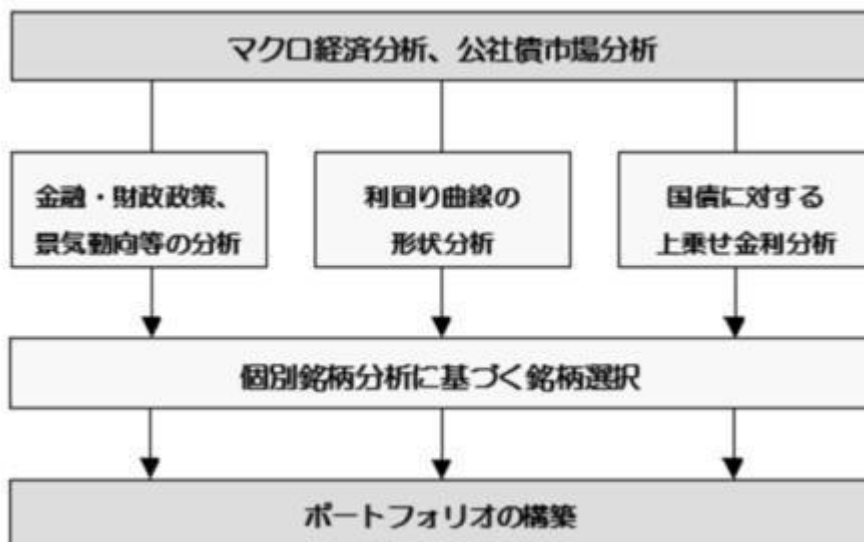 マクロ経済分析、公社債市場分析
金融・財政政策、
景気動向等の分析
利回り曲線の
形状分析
国債に対する
上乗せ金利分析
個別銘柄分析に基づく銘柄選択
ポートフォリオの構築